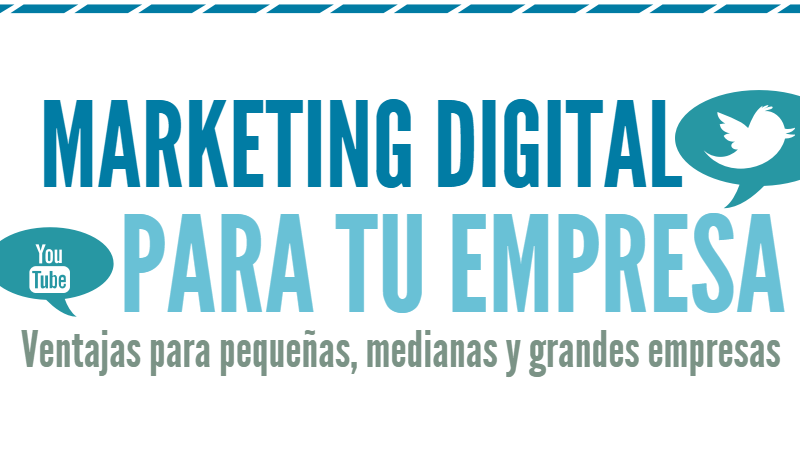 MARKETING DIGITAL
PARA TU EMPRESA
You
Tube
Ventajas para pequeñas, medianas y grandes empresas